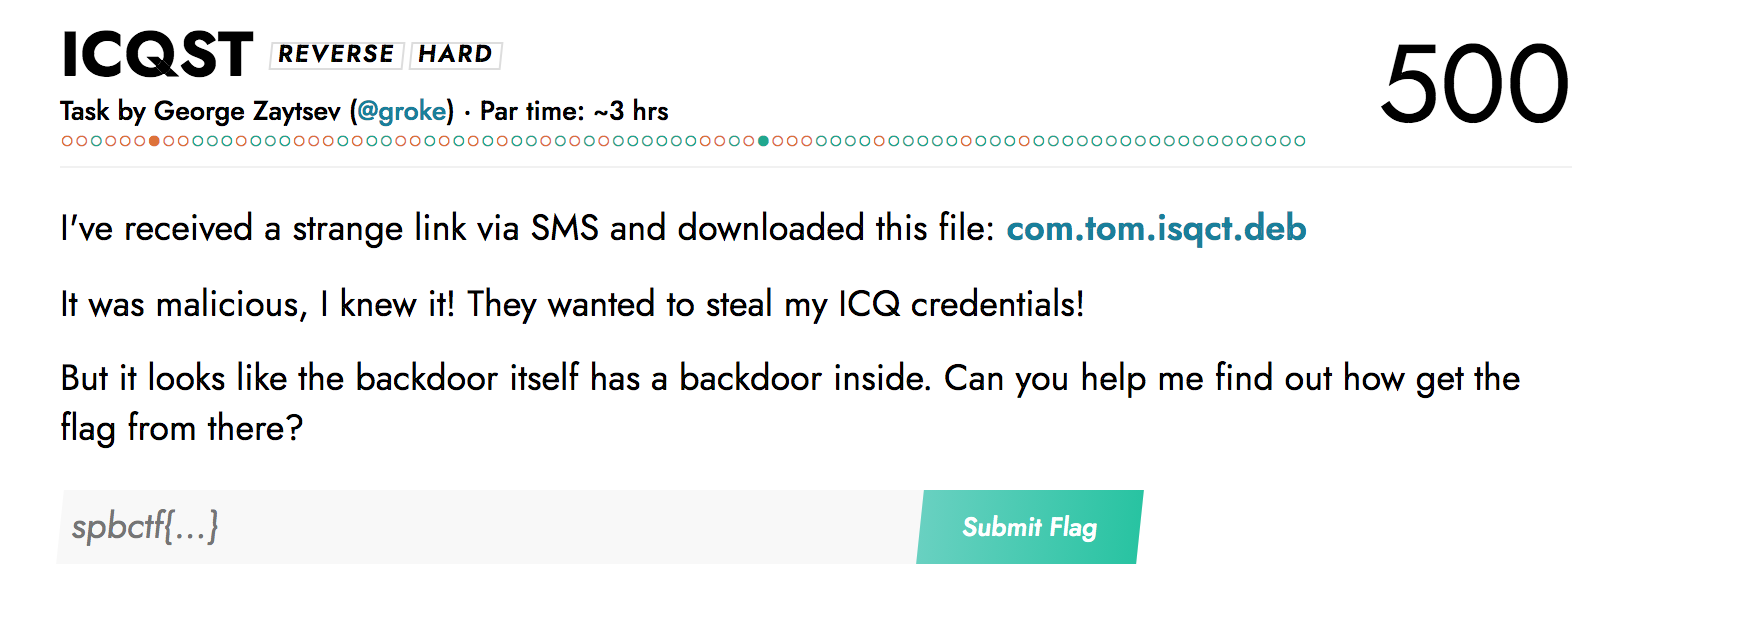 ICQST REVERSE HARD 500
Task by George Zaytsev (@groke) · Par time: ~3 hrs
I've received a strange link via SMS and downloaded this file: com.tom.isqct.deb
It was malicious, I knew it! They wanted to steal my ICQ credentials!
But it looks like the backdoor itself has a backdoor inside. Can you help me find out how get the
flag from there?
spbctf{...} Submit Flag